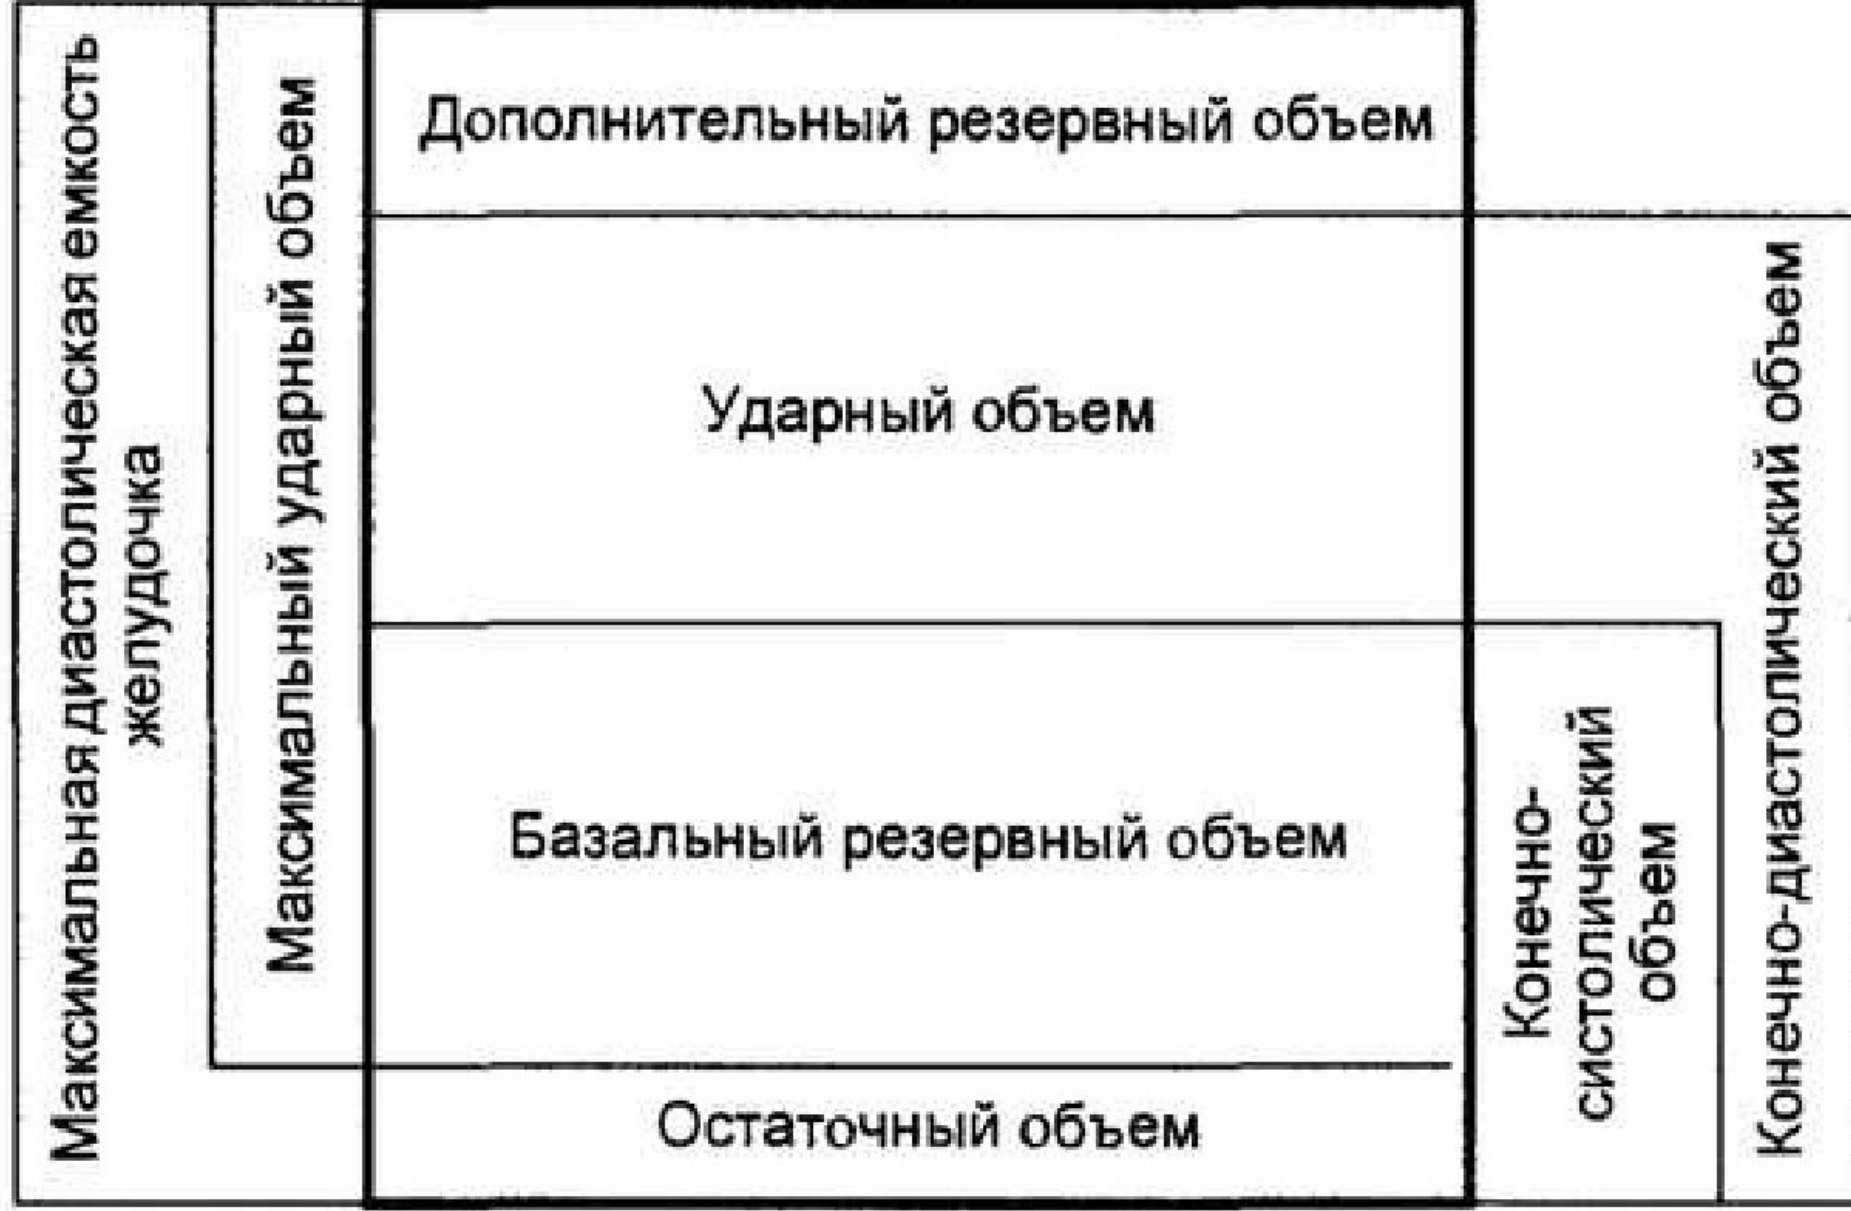 Максимальная диастолическая емкость
желудочка
Максимальный ударный объем
Дополнительный резервный объем
Ударный объем
Базальный резервный объем
Остаточный объем
Конечно-
систолический
объем
Конечно-диастолический объем